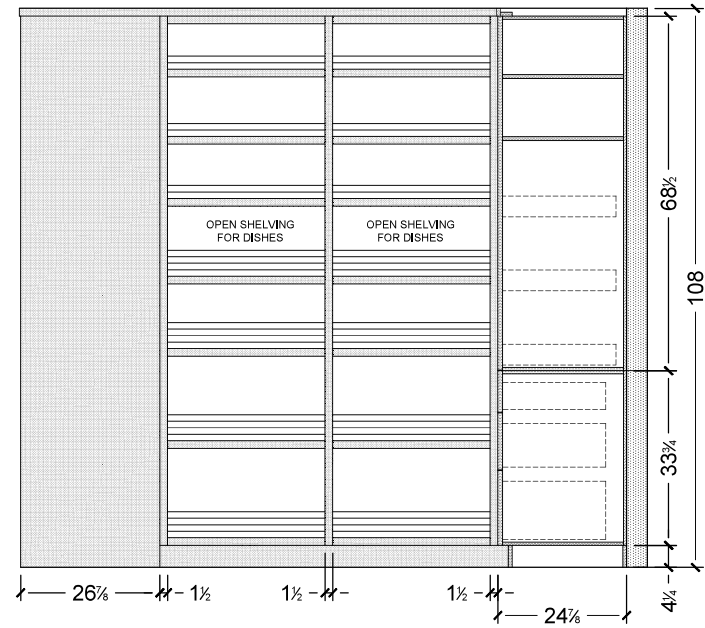 OPEN SHELVING
FOR DISHES
OPEN SHELVING
FOR DISHES
68½
108
33¾
4¼
26⅞
1½
1½
1½
24⅞